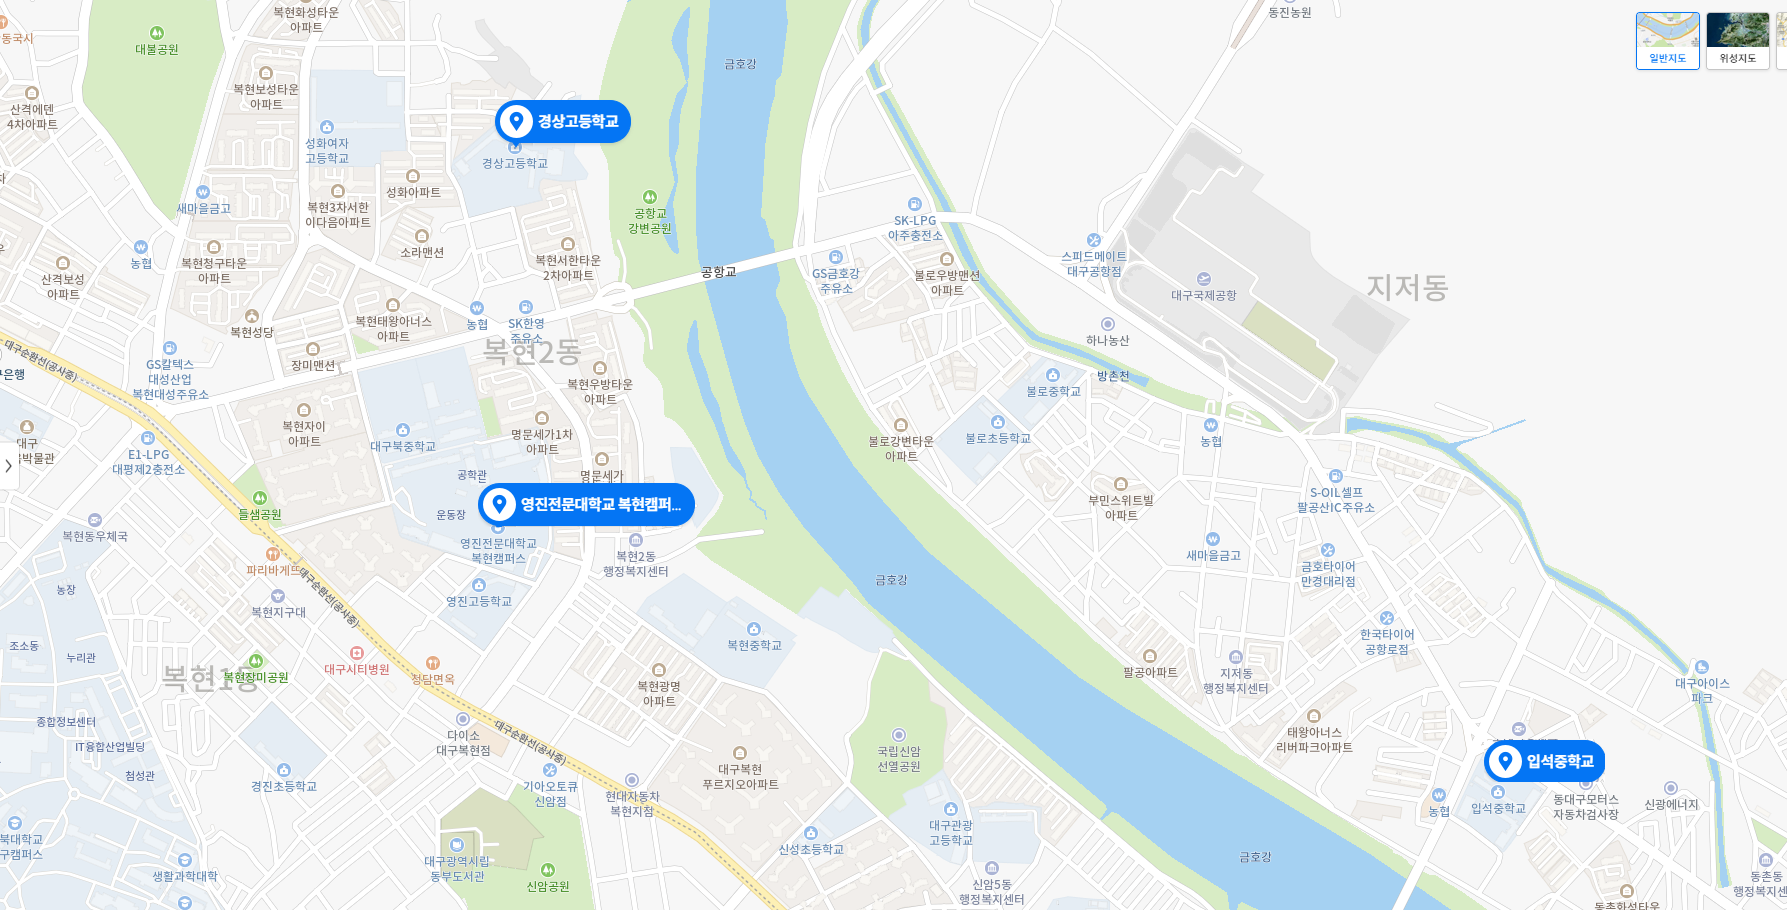 동진농원
일반지도
위성지도
복현화성타운
아파트
동국시
대불공원
금호강
복현보성타운
아파트
산격에덴
4차아파트
경상고등학교
경상고등학교
성화여자
고등학교
성화아파트
새마을금고
복현3차서한
이다음아파트
공항교
강변공원
SK-LPG
아주충전소
소라맨션
농협
복현청구타운
아파트
복현서한타운
2차아파트
산격보성
아파트
공항교
GS금호강
주유소
불로우방맨션
아파트
스피드메이트
대구공항점
대구국제공항
지저동
복현성당
복현태왕아너스
아파트
농협
SK한영
주유소
복현2동
하나농산
대구순환선(공사중)
GS칼텍스
대성산업
복현대성주유소
장미맨션
은행
복현우방타운
아파트
불로중학교
방촌천
복현자이
아파트
대구북중학교
명문세가1차
아파트
불로강변타운
아파트
불로초등학교
농협
대구
박물관
E1-LPG
대평제2충전소
공학관
명문세가
영진전문대학교 복현캠퍼...
부민스위트빌
아파트
S-OIL셀프
팔공산IC주유소
들샘공원
운동장
복현동우체국
영진전문대학교
복현캠퍼스
복현2동
행정복지센터
새마을금고
금호타이어
만경대리점
파리바게뜨
대구순환선(공사중)
농장
복현지구대
영진고등학교
금호강
조소동
누리관
복현중학교
한국타이어
공항로점
대구시티병원
청담면옥
복현1동
복현장미공원
복현광명
아파트
팔공아파트
지저동
행정복지센터
대구아이스
파크
종합정보센터
IT융합산업빌딩
다이소
대구복현점
대구순환선(공사중)
국립신암
선열공원
태왕아너스
리버파크아파트
입석중학교
첨성관
경진초등학교
기아오토큐
신암점
현대자동차
복현지점
대구복현
푸르지오아파트
농협
입석중학교
동대구모터스
자동차검사장
신광에너지
북대학교
구캠퍼스
대구광역시립
동부도서관
신성초등학교
대구관광
고등학교
금호강
생활과학대학
신암공원
신암5동
행정복지센터
동촌동
행정복지센
동촌화성타운